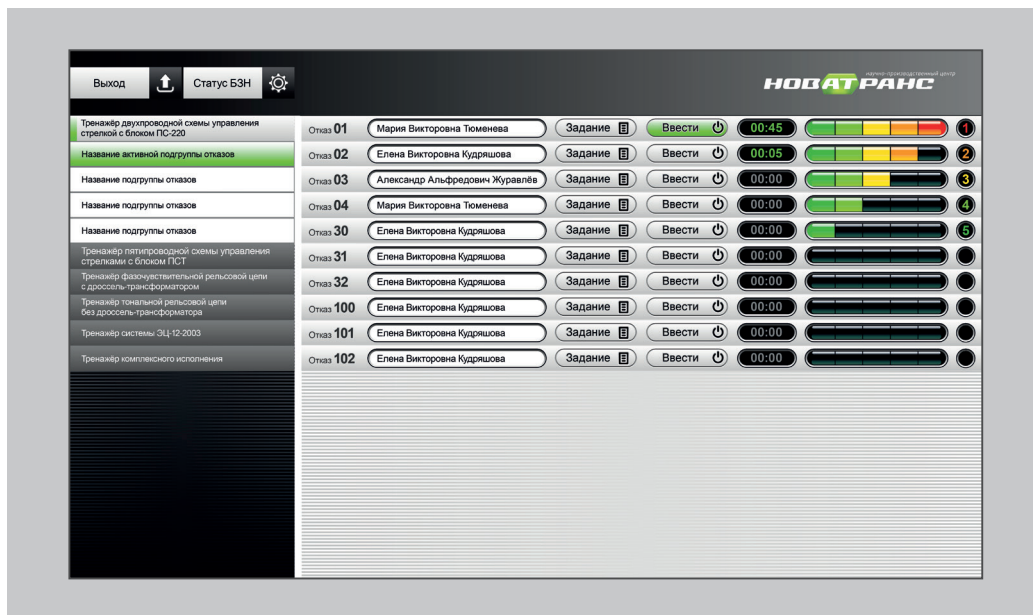 Выход
Статус БЗН
научно-производственный центр
НОВАТРАНС
Тренажёр двухпроводной схемы управления
стрелкой с блоком ПС-220
Название активной подгруппы отказов
Название подгруппы отказов
Название подгруппы отказов
Название подгруппы отказов
Тренажёр пятипроводной схемы управления
стрелками с блоком ПСТ
Тренажёр фазочувствительной рельсовой цепи
с дроссель-трансформатором
Тренажёр тональной рельсовой цепи
без дроссель-трансформатора
Тренажёр системы ЭЦ-12-2003
Тренажёр комплексного исполнения
Отказ 01 Мария Викторовна Тюменева Задание Ввести 00:45 1
Отказ 02 Елена Викторовна Кудряшова Задание Ввести 00:05 2
Отказ 03 Александр Альфредович Журавлёв Задание Ввести 00:00 3
Отказ 04 Мария Викторовна Тюменева Задание Ввести 00:00 4
Отказ 30 Елена Викторовна Кудряшова Задание Ввести 00:00 5
Отказ 31 Елена Викторовна Кудряшова Задание Ввести 00:00
Отказ 32 Елена Викторовна Кудряшова Задание Ввести 00:00
Отказ 100 Елена Викторовна Кудряшова Задание Ввести 00:00
Отказ 101 Елена Викторовна Кудряшова Задание Ввести 00:00
Отказ 102 Елена Викторовна Кудряшова Задание Ввести 00:00